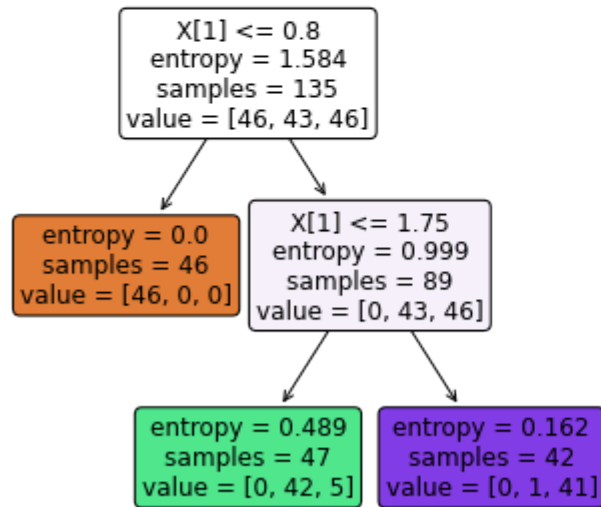 X[1] <= 0.8
entropy = 1.584
samples = 135
value = [46, 43, 46]
entropy = 0.0
samples = 46
value = [46, 0, 0]
X[1] <= 1.75
entropy = 0.999
samples = 89
value = [0, 43, 46]
entropy = 0.489
samples = 47
value = [0, 42, 5]
entropy = 0.162
samples = 42
value = [0, 1, 41]